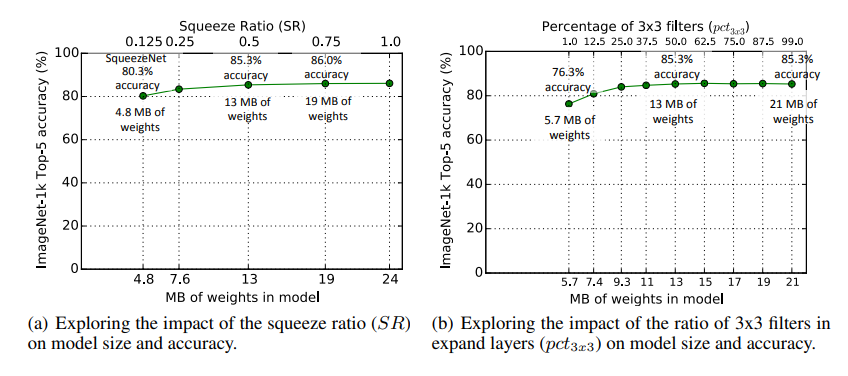 Squeeze Ratio (SR)
0.125 0.25 0.5 0.75 1.0
100
80
60
40
20
0
ImageNet-1k Top-5 accuracy (%)
SqueezeNet
80.3%
accuracy
4.8 MB of
weights
85.3%
accuracy
13 MB of
weights
86.0%
accuracy
19 MB of
weights
4.8 7.6 13 19 24
MB of weights in model
(a) Exploring the impact of the squeeze ratio (SR)
on model size and accuracy.
Percentage of 3x3 filters (pct3x3)
1.0 12.5 25.0 37.5 50.0 62.5 75.0 87.5 99.0
100
80
60
40
20
0
ImageNet-1k Top-5 accuracy (%)
76.3%
accuracy
5.7 MB of
weights
85.3%
accuracy
13 MB of
weights
85.3%
accuracy
21 MB of
weights
5.7 7.4 9.3 11 13 15 17 19 21
MB of weights in model
(b) Exploring the impact of the ratio of 3x3 filters in
expand layers (pct3x3) on model size and accuracy.